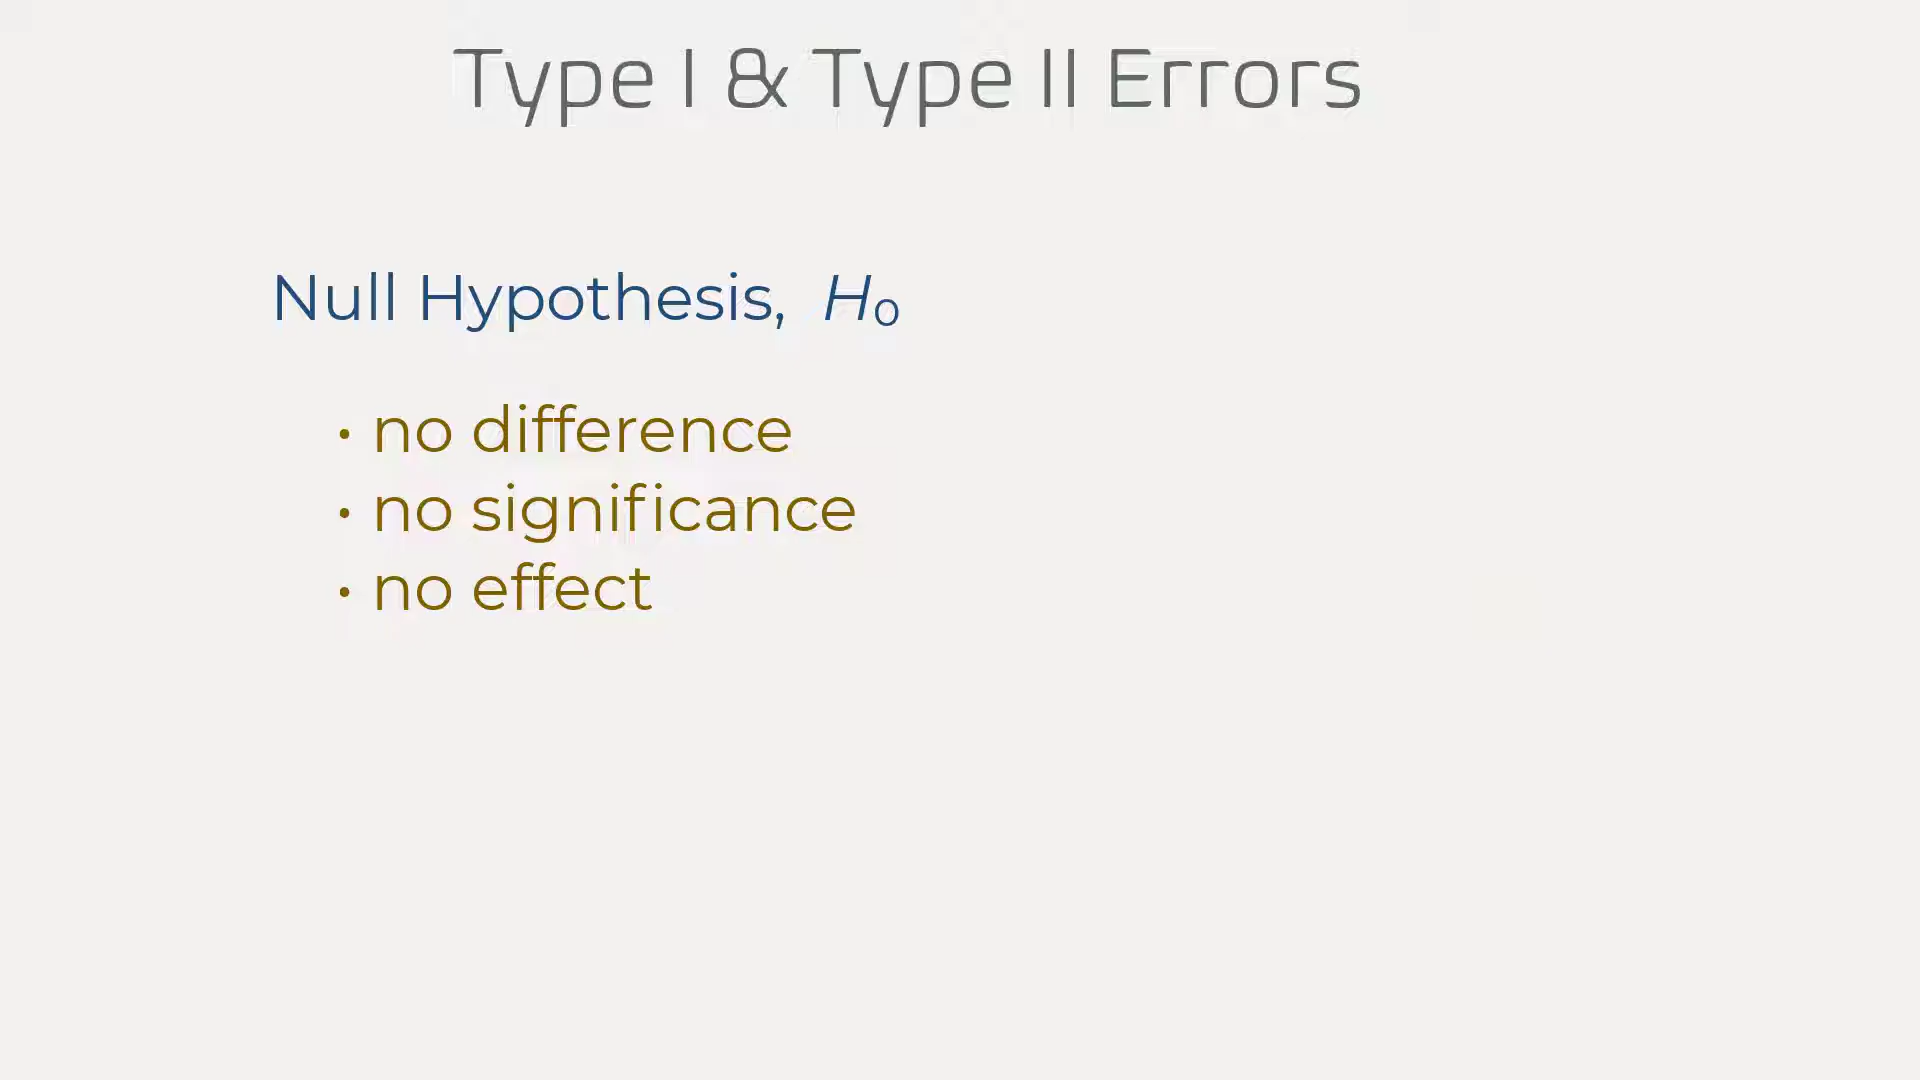 Type I & Type II Errors
Null Hypothesis, H₀
• no difference
• no significance
• no effect